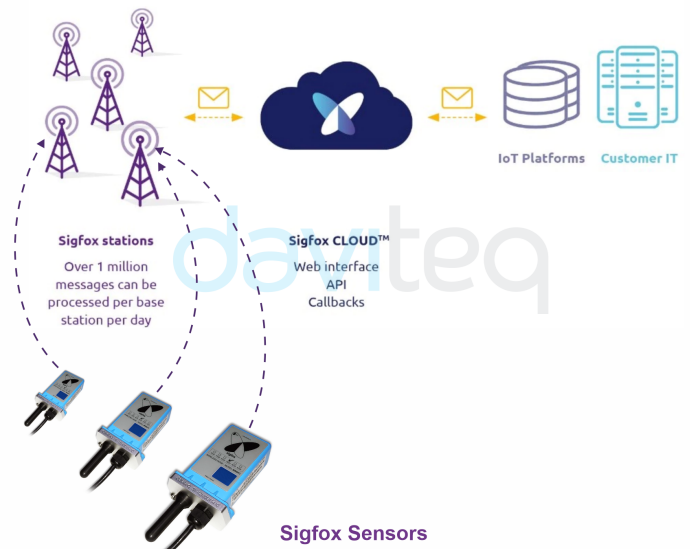 IoT Platforms
Customer IT
Sigfox stations
Over 1 million
messages can be
processed per base
station per day
Sigfox CLOUD™
Web interface
API
Callbacks
daviteq
Sigfox Sensors